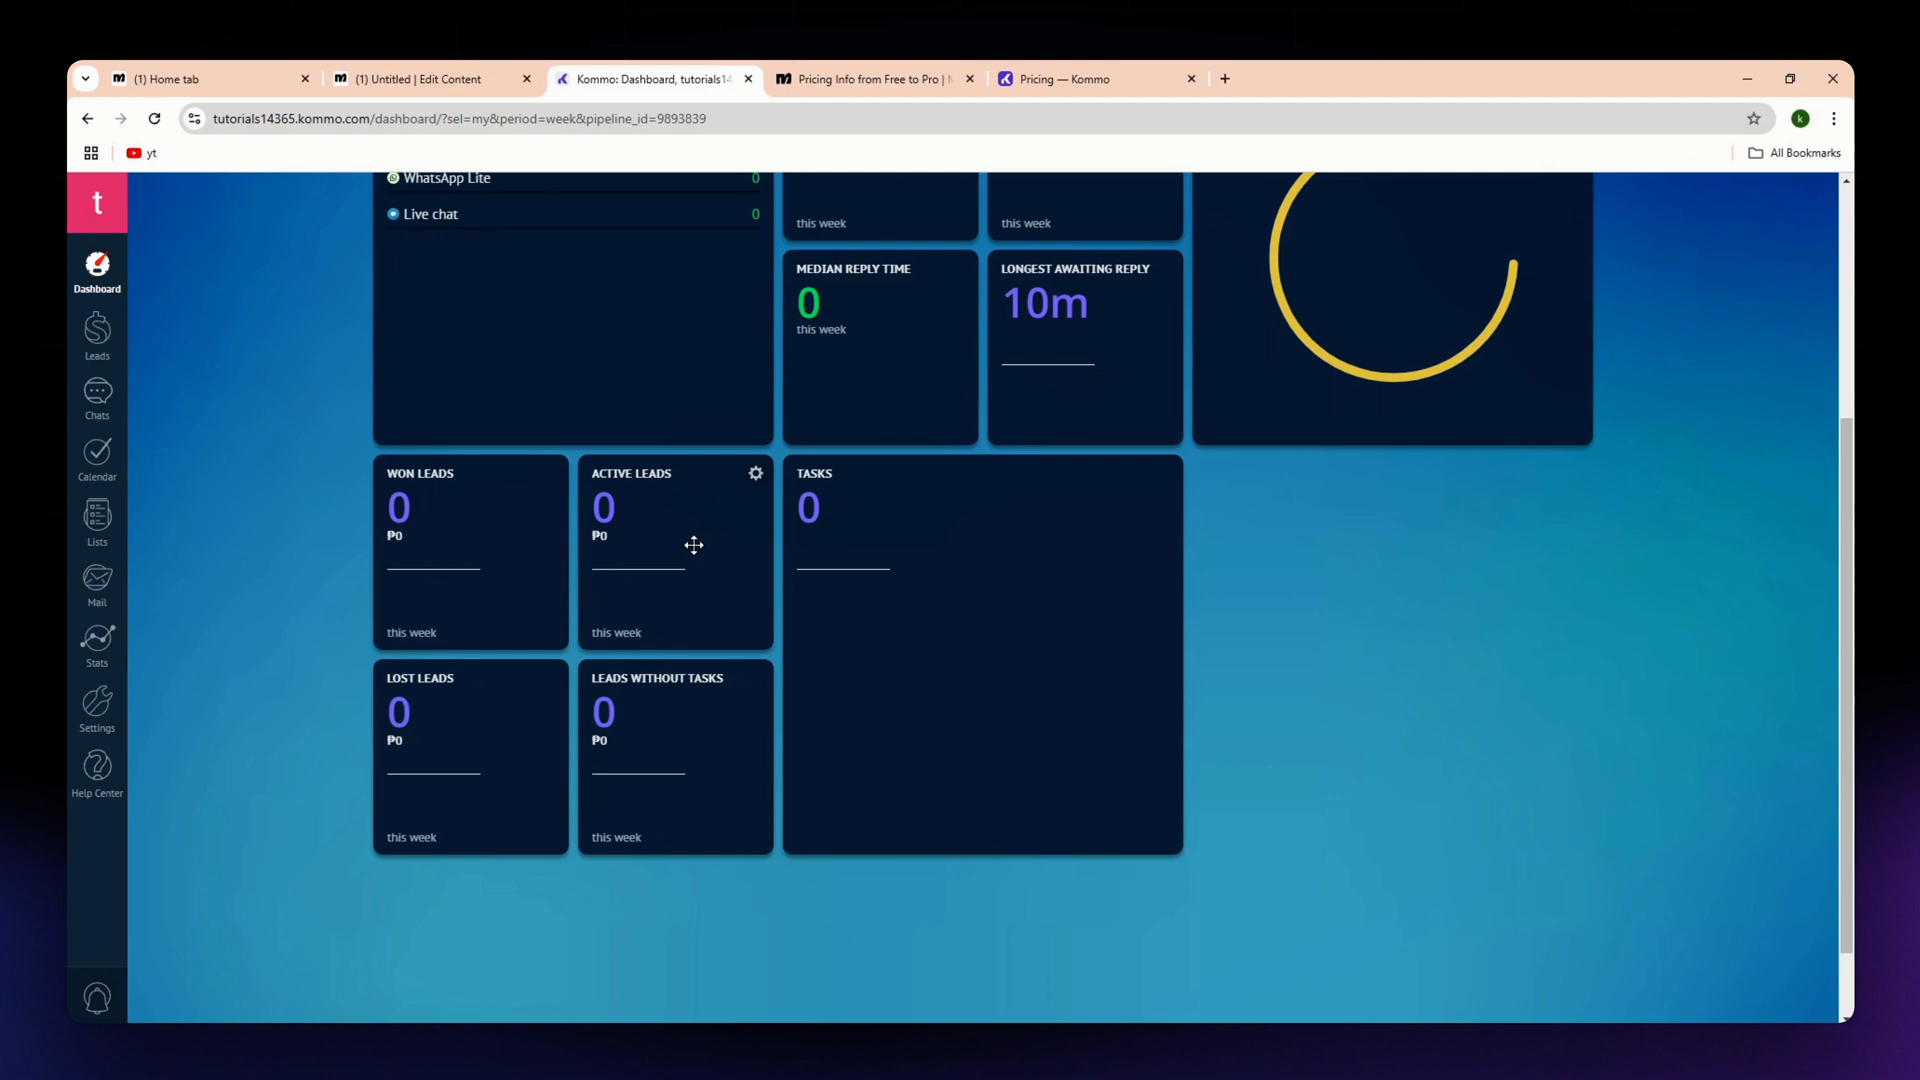 (1) Home tab
(1) Untitled | Edit Content
Kommo: Dashboard, tutorials14
Pricing Info from Free to Pro |
Pricing — Kommo
tutorials14365.kommo.com/dashboard/?sel=my&period=week&pipeline_id=9893839
k
yt
All Bookmarks
t
Dashboard
Leads
Chats
Calendar
Lists
Mail
Stats
Settings
Help Center
WhatsApp Lite 0
Live chat 0
this week
this week
MEDIAN REPLY TIME
0
this week
LONGEST AWAITING REPLY
10m
WON LEADS
0
₱0
this week
ACTIVE LEADS
0
₱0
this week
TASKS
0
LOST LEADS
0
₱0
this week
LEADS WITHOUT TASKS
0
₱0
this week